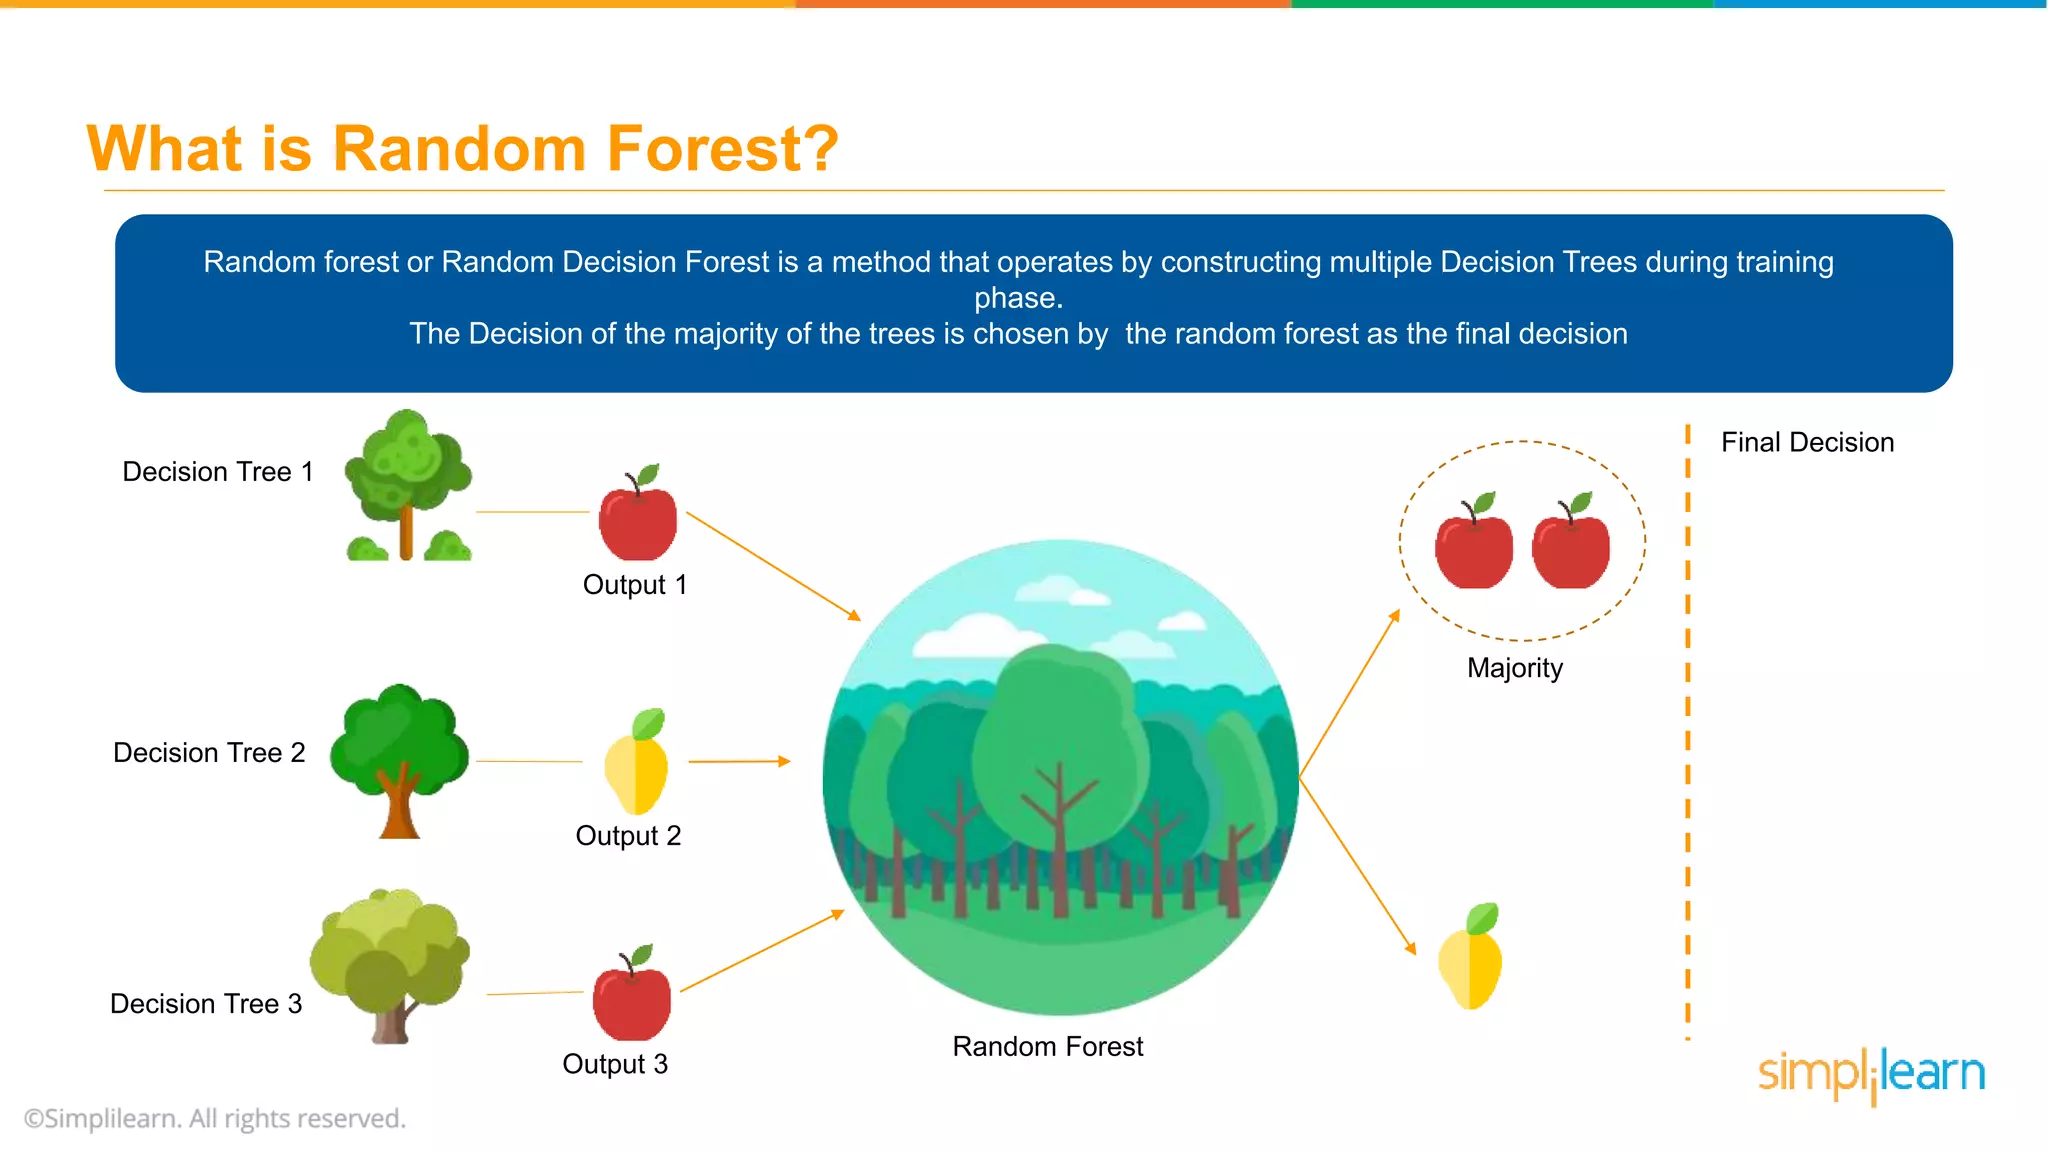 What is Random Forest?
Random forest or Random Decision Forest is a method that operates by constructing multiple Decision Trees during training
phase.
The Decision of the majority of the trees is chosen by  the random forest as the final decision
Decision Tree 1
Output 1
Decision Tree 2
Output 2
Decision Tree 3
Output 3
Random Forest
Majority
Final Decision
simplilearn
©Simplilearn. All rights reserved.